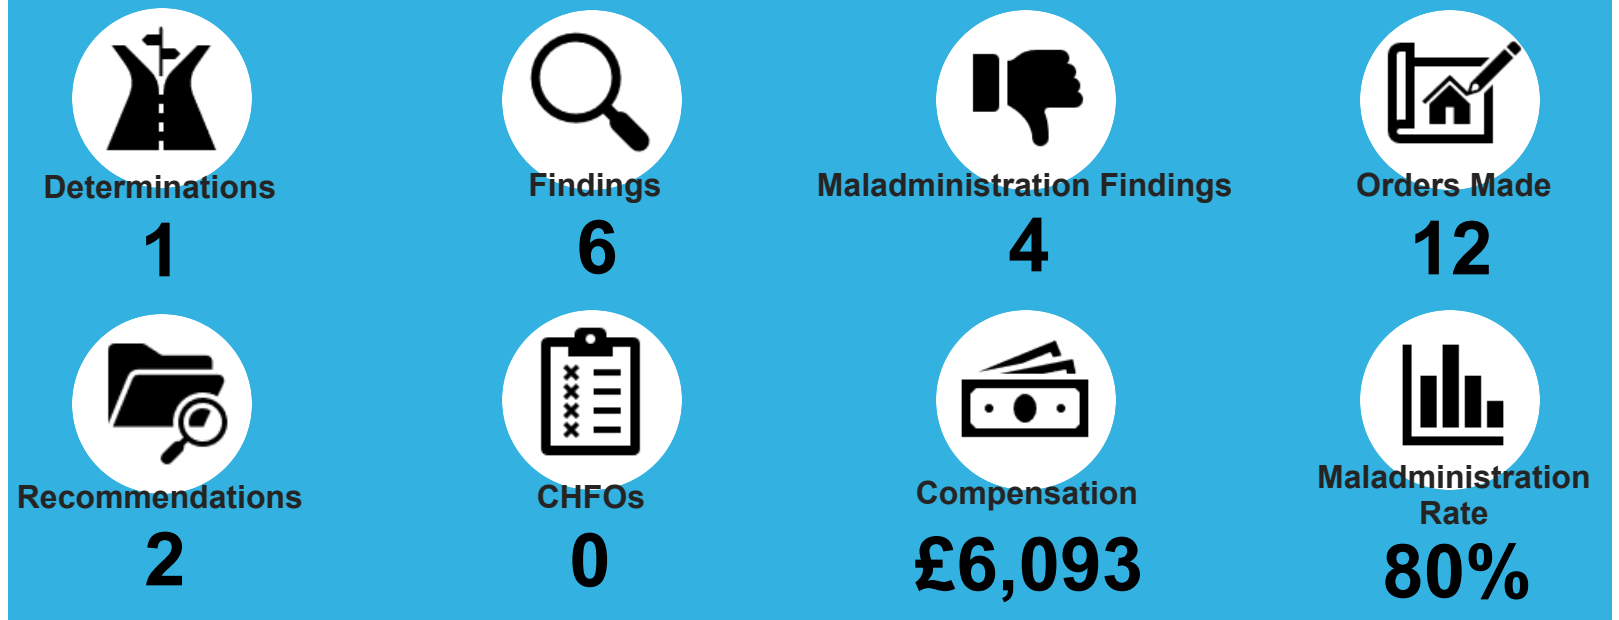 Determinations
1
Findings
6
Maladministration Findings
4
Orders Made
12
Recommendations
2
CHFOs
0
Compensation
£6,093
Maladministration
Rate
80%